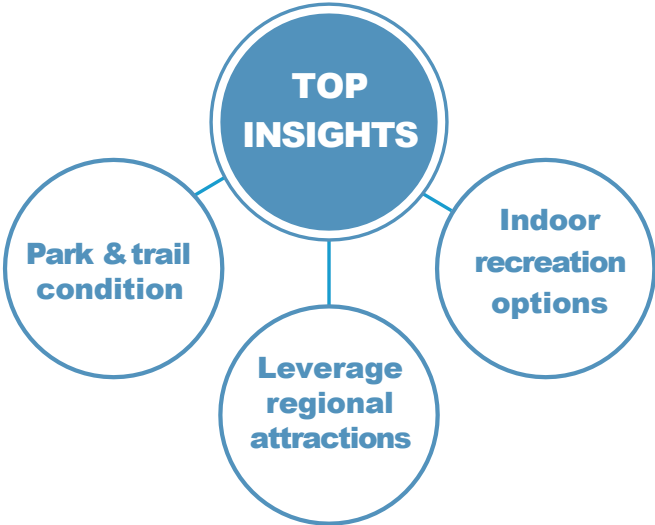 TOP
INSIGHTS
Park & trail
condition
Leverage
regional
attractions
Indoor
recreation
options